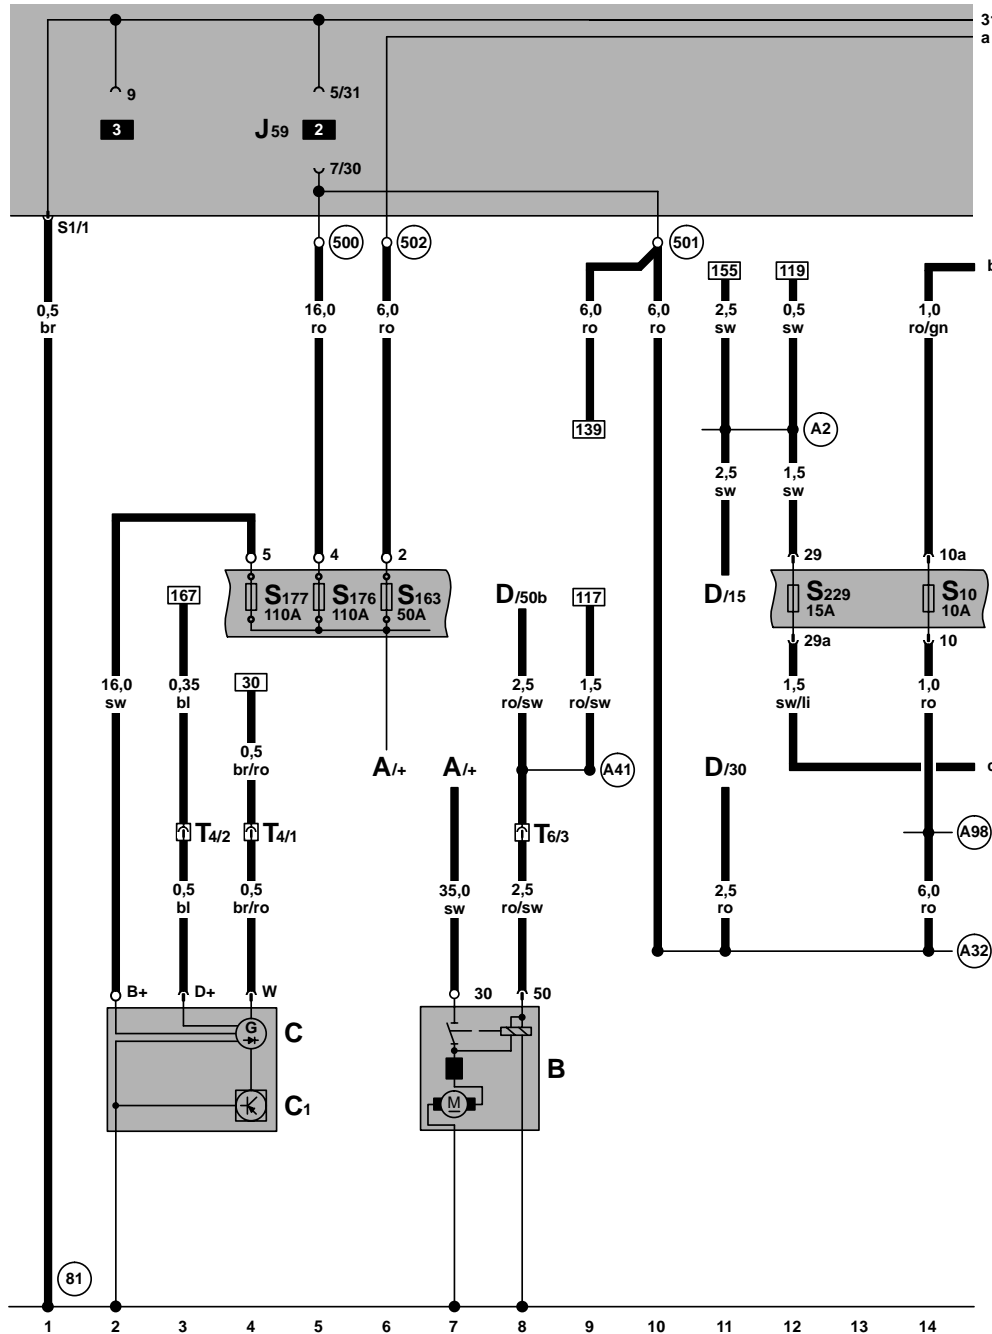 31
a
9
5/31
3
J59
2
7/30
S1/1
500
502
501
155
119
b
0,5
br
16,0
ro
6,0
ro
6,0
ro
6,0
ro
2,5
sw
0,5
sw
1,0
ro/gn
139
A2
2,5
sw
1,5
sw
5
4
2
29
10a
167
S177
110A
S176
110A
S163
50A
D/50b
117
D/15
S229
15A
S10
10A
29a
10
16,0
sw
0,35
bl
30
2,5
ro/sw
1,5
ro/sw
1,5
sw/li
1,0
ro
0,5
br/ro
A/+
A/+
A41
D/30
T4/2
T4/1
T6/3
A98
0,5
bl
0,5
br/ro
35,0
sw
2,5
ro/sw
2,5
ro
6,0
ro
A32
B+
D+
W
30
50
G
C
B
C1
M
81
1
2
3
4
5
6
7
8
9
10
11
12
13
14